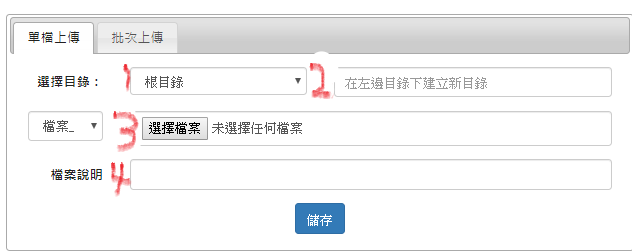 單檔上傳 批次上傳
選擇目錄： 1 根目錄 2 在左邊目錄下建立新目錄
檔案_ 3 選擇檔案 未選擇任何檔案
檔案說明 4
儲存